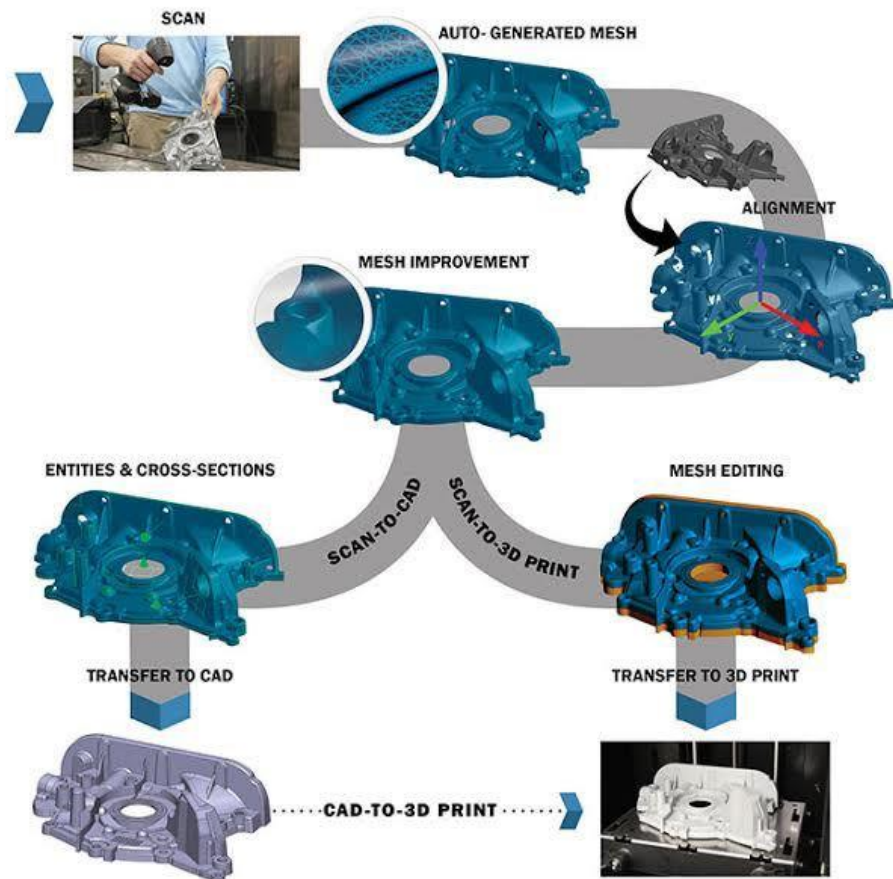 SCAN
AUTO- GENERATED MESH
ALIGNMENT
MESH IMPROVEMENT
ENTITIES & CROSS-SECTIONS
MESH EDITING
SCAN-TO-CAD
SCAN-TO-3D PRINT
TRANSFER TO CAD
TRANSFER TO 3D PRINT
CAD-TO-3D PRINT